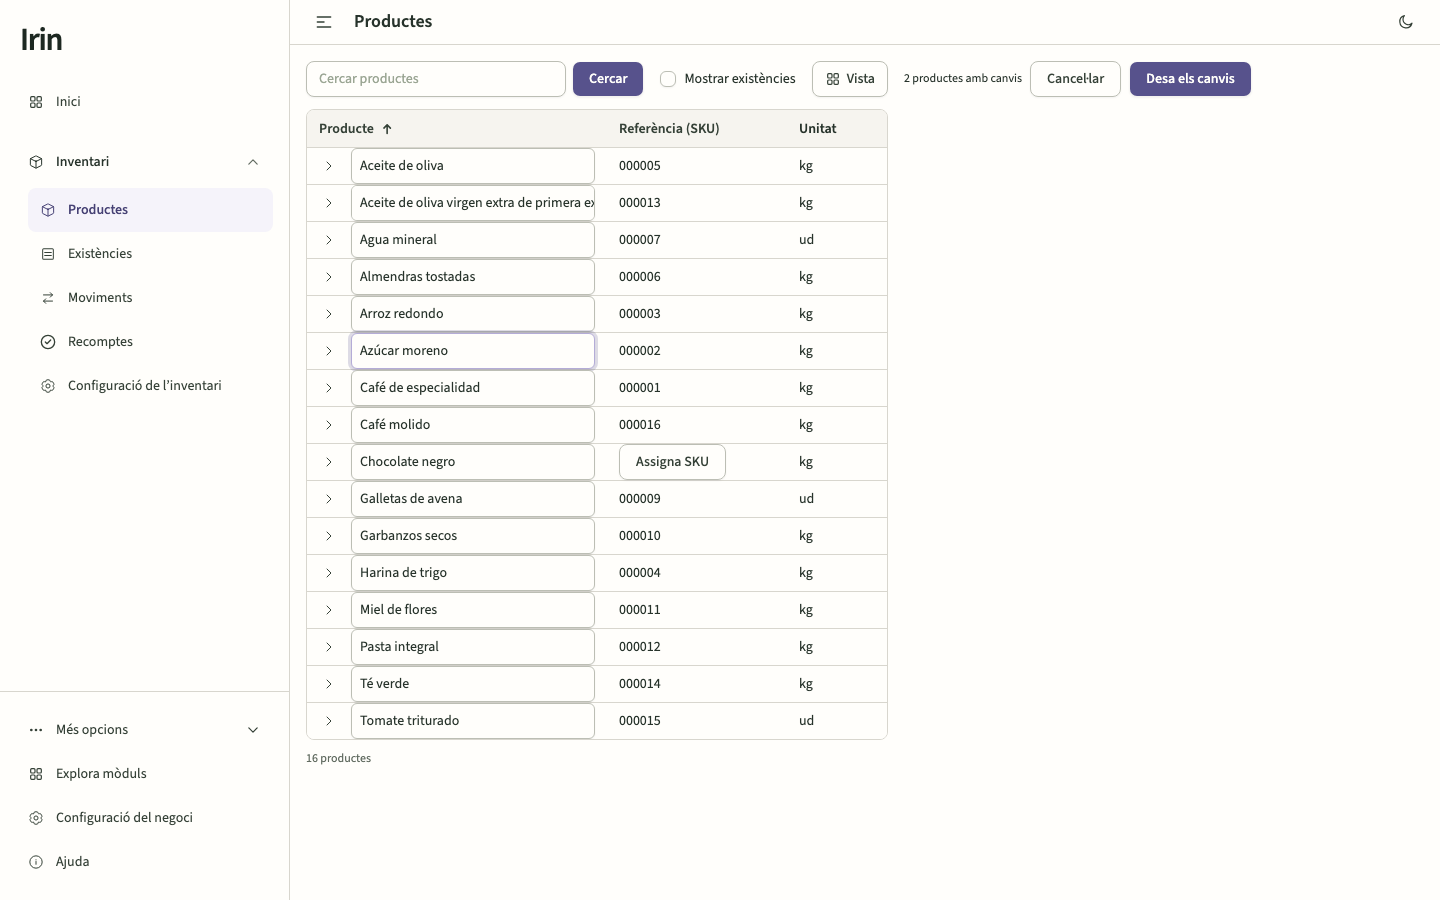 Irin
Inici
Inventari
Productes
Existències
Moviments
Recomptes
Configuració de l’inventari
Més opcions
Explora mòduls
Configuració del negoci
Ajuda
Productes
Cercar productes
Cercar
Mostrar existències
Vista
2 productes amb canvis
Cancel·lar
Desa els canvis
Producte Referència (SKU) Unitat
Aceite de oliva 000005 kg
Aceite de oliva virgen extra de primera ex 000013 kg
Agua mineral 000007 ud
Almendras tostadas 000006 kg
Arroz redondo 000003 kg
Azúcar moreno 000002 kg
Café de especialidad 000001 kg
Café molido 000016 kg
Chocolate negro Assigna SKU kg
Galletas de avena 000009 ud
Garbanzos secos 000010 kg
Harina de trigo 000004 kg
Miel de flores 000011 kg
Pasta integral 000012 kg
Té verde 000014 kg
Tomate triturado 000015 ud
16 productes